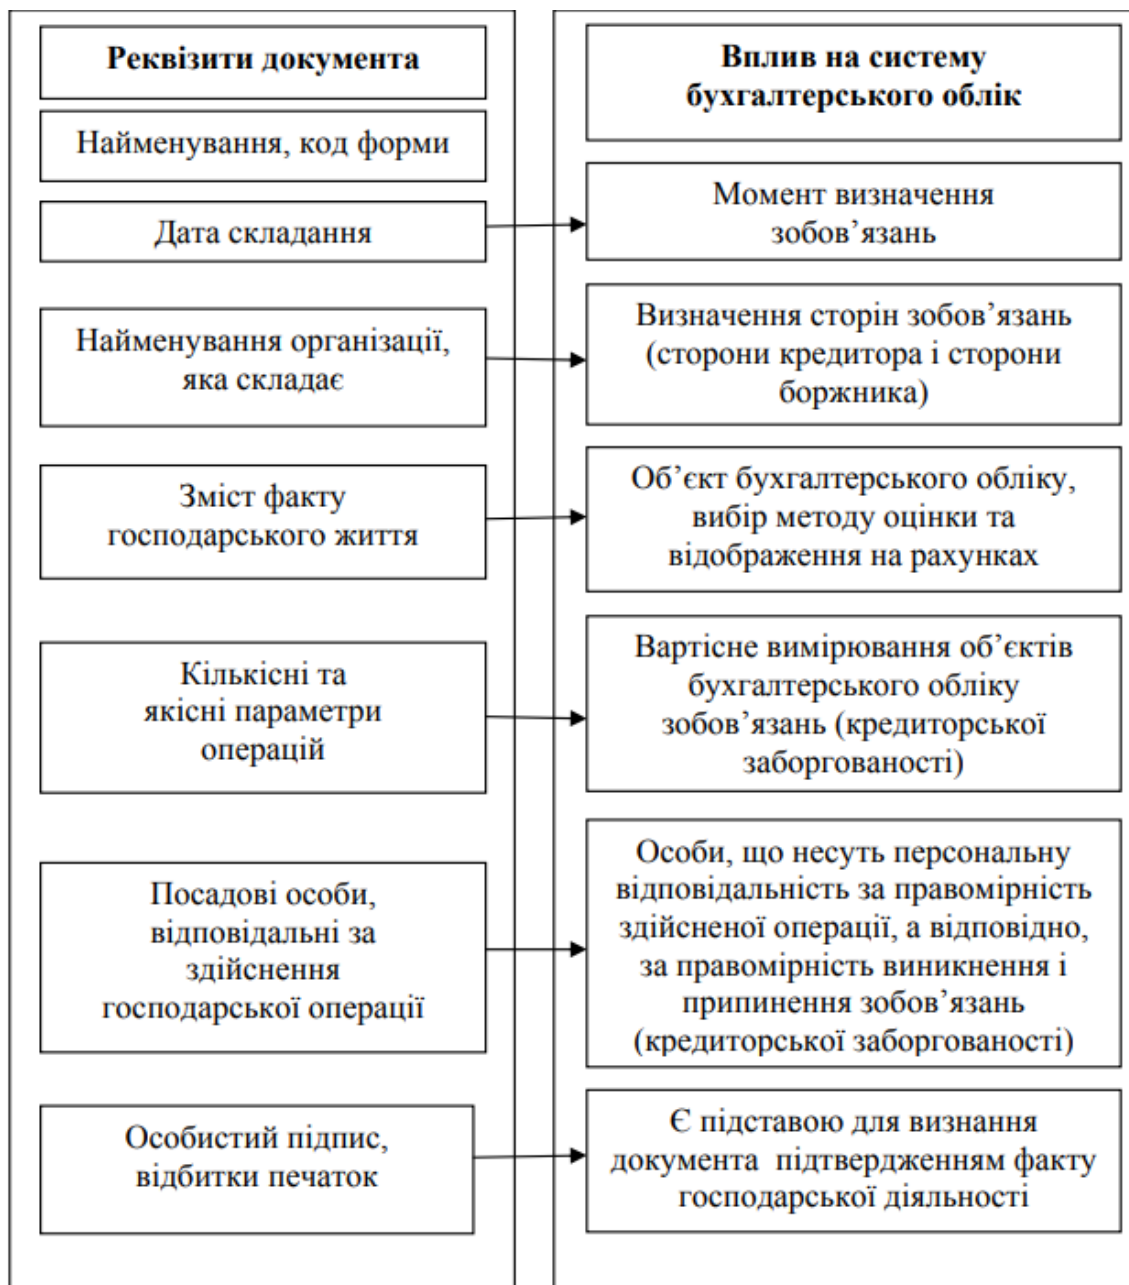 Реквізити документа
Вплив на систему
бухгалтерського облік
Найменування, код форми
Дата складання
Момент визначення
зобов’язань
Найменування організації,
яка складає
Визначення сторін зобов’язань
(сторони кредитора і сторони
боржника)
Зміст факту
господарського життя
Об’єкт бухгалтерського обліку,
вибір методу оцінки та
відображення на рахунках
Кількісні та
якісні параметри
операцій
Вартісне вимірювання об’єктів
бухгалтерського обліку
зобов’язань (кредиторської
заборгованості)
Посадові особи,
відповідальні за
здійснення
господарської операції
Особи, що несуть персональну
відповідальність за правомірність
здійсненої операції, а відповідно,
за правомірність виникнення і
припинення зобов’язань
(кредиторської заборгованості)
Особистий підпис,
відбитки печаток
Є підставою для визнання
документа підтвердженням факту
господарської діяльності